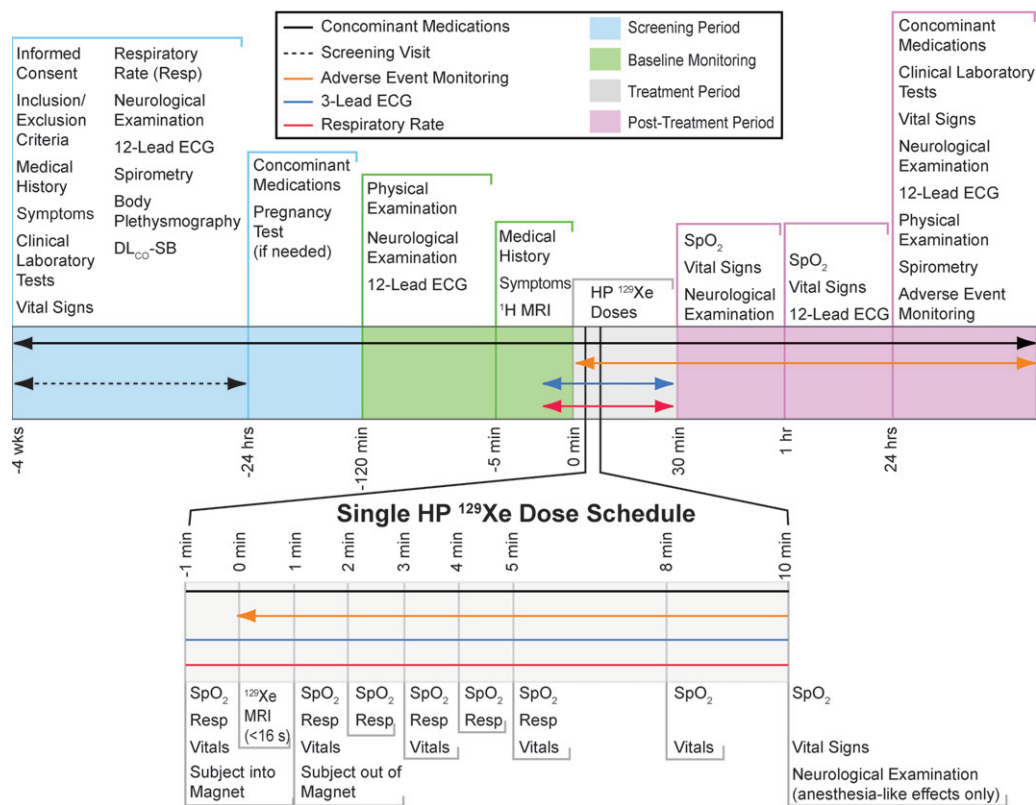 Concominant Medications
Screening Visit
Adverse Event Monitoring
3-Lead ECG
Respiratory Rate
Screening Period
Baseline Monitoring
Treatment Period
Post-Treatment Period
Informed
Consent
Inclusion/
Exclusion
Criteria
Medical
History
Symptoms
Clinical
Laboratory
Tests
Vital Signs
Respiratory
Rate (Resp)
Neurological
Examination
12-Lead ECG
Spirometry
Body
Plethysmography
DLCO-SB
Concominant
Medications
Pregnancy
Test
(if needed)
Physical
Examination
Neurological
Examination
12-Lead ECG
Medical
History
Symptoms
¹H MRI
HP ¹²⁹Xe
Doses
SpO₂
Vital Signs
Neurological
Examination
SpO₂
Vital Signs
12-Lead ECG
Concominant
Medications
Clinical Laboratory
Tests
Vital Signs
Neurological
Examination
12-Lead ECG
Physical
Examination
Spirometry
Adverse Event
Monitoring
-4 wks
-24 hrs
-120 min
-5 min
0 min
30 min
1 hr
24 hrs
Single HP ¹²⁹Xe Dose Schedule
-1 min
0 min
1 min
2 min
3 min
4 min
5 min
8 min
10 min
SpO₂
Resp
Vitals
Subject into
Magnet
¹²⁹Xe
MRI
(<16 s)
SpO₂
Resp
Vitals
Subject out of
Magnet
SpO₂
Resp
SpO₂
Resp
Vitals
SpO₂
Resp
SpO₂
Resp
Vitals
SpO₂
Vitals
SpO₂
Vital Signs
Neurological Examination
(anesthesia-like effects only)